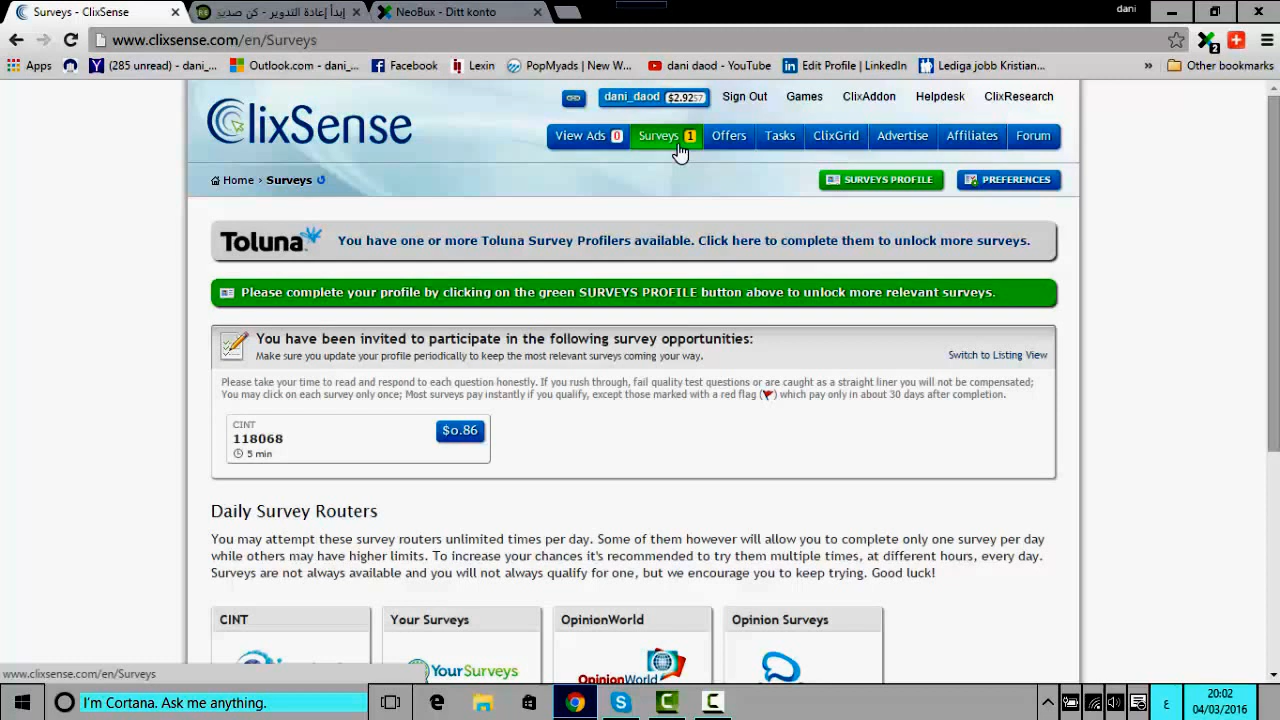 Surveys - ClixSense
إبدأ إعادة التدوير - كن صديـ
NeoBux - Ditt konto
dani
www.clixsense.com/en/Surveys
2
Apps
(285 unread) - dani_...
Outlook.com - dani_...
Facebook
Lexin
PopMyads | New W...
dani daod - YouTube
Edit Profile | LinkedIn
Lediga jobb Kristian...
»
Other bookmarks
ClixSense
dani_daod $2.9257
Sign Out
Games
ClixAddon
Helpdesk
ClixResearch
View Ads 0
Surveys 1
Offers
Tasks
ClixGrid
Advertise
Affiliates
Forum
Home › Surveys
SURVEYS PROFILE
PREFERENCES
Toluna
You have one or more Toluna Survey Profilers available. Click here to complete them to unlock more surveys.
Please complete your profile by clicking on the green SURVEYS PROFILE button above to unlock more relevant surveys.
You have been invited to participate in the following survey opportunities:
Make sure you update your profile periodically to keep the most relevant surveys coming your way.
Switch to Listing View
Please take your time to read and respond to each question honestly. If you rush through, fail quality test questions or are caught as a straight liner you will not be compensated;
You may click on each survey only once; Most surveys pay instantly if you qualify, except those marked with a red flag ( ) which pay only in about 30 days after completion.
CINT
118068
5 min
$0.86
Daily Survey Routers
You may attempt these survey routers unlimited times per day. Some of them however will allow you to complete only one survey per day
while others may have higher limits. To increase your chances it's recommended to try them multiple times, at different hours, every day.
Surveys are not always available and you will not always qualify for one, but we encourage you to keep trying. Good luck!
CINT
Your Surveys
OpinionWorld
Opinion Surveys
YourSurveys
OpinionWorld
www.clixsense.com/en/Surveys
I'm Cortana. Ask me anything.
ع
20:02
04/03/2016